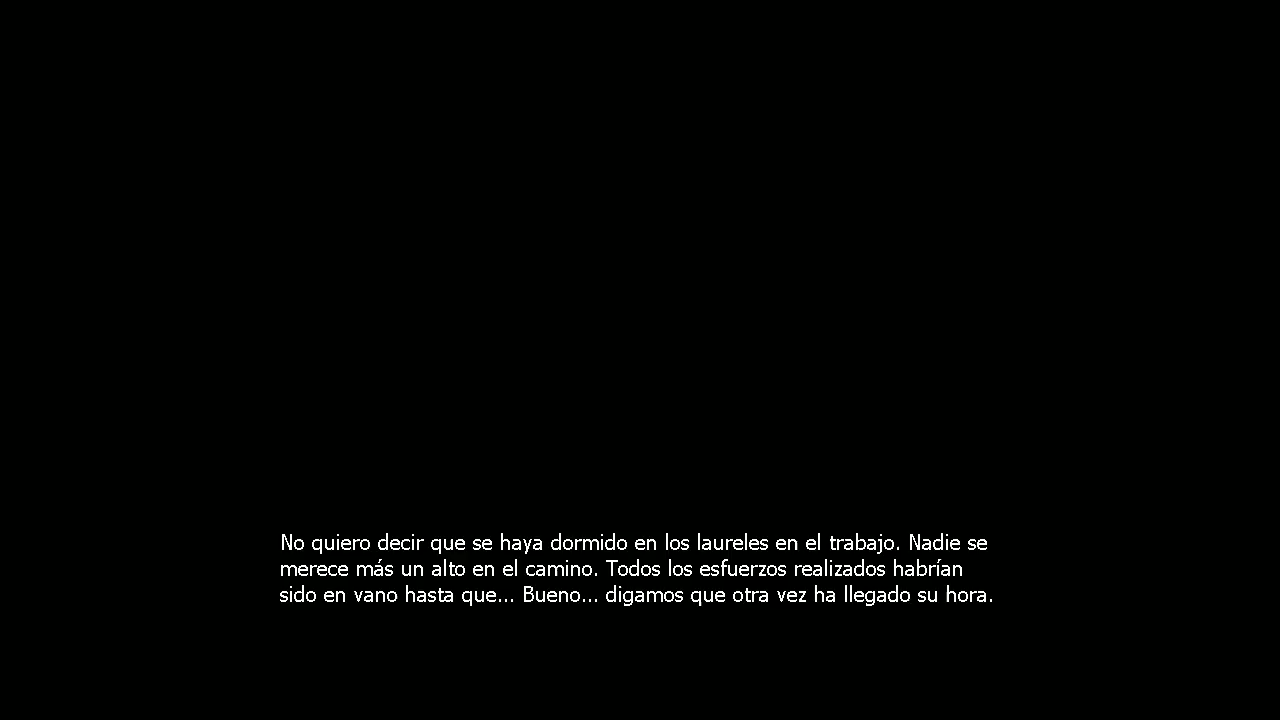 No quiero decir que se haya dormido en los laureles en el trabajo. Nadie se
merece más un alto en el camino. Todos los esfuerzos realizados habrían
sido en vano hasta que... Bueno... digamos que otra vez ha llegado su hora.